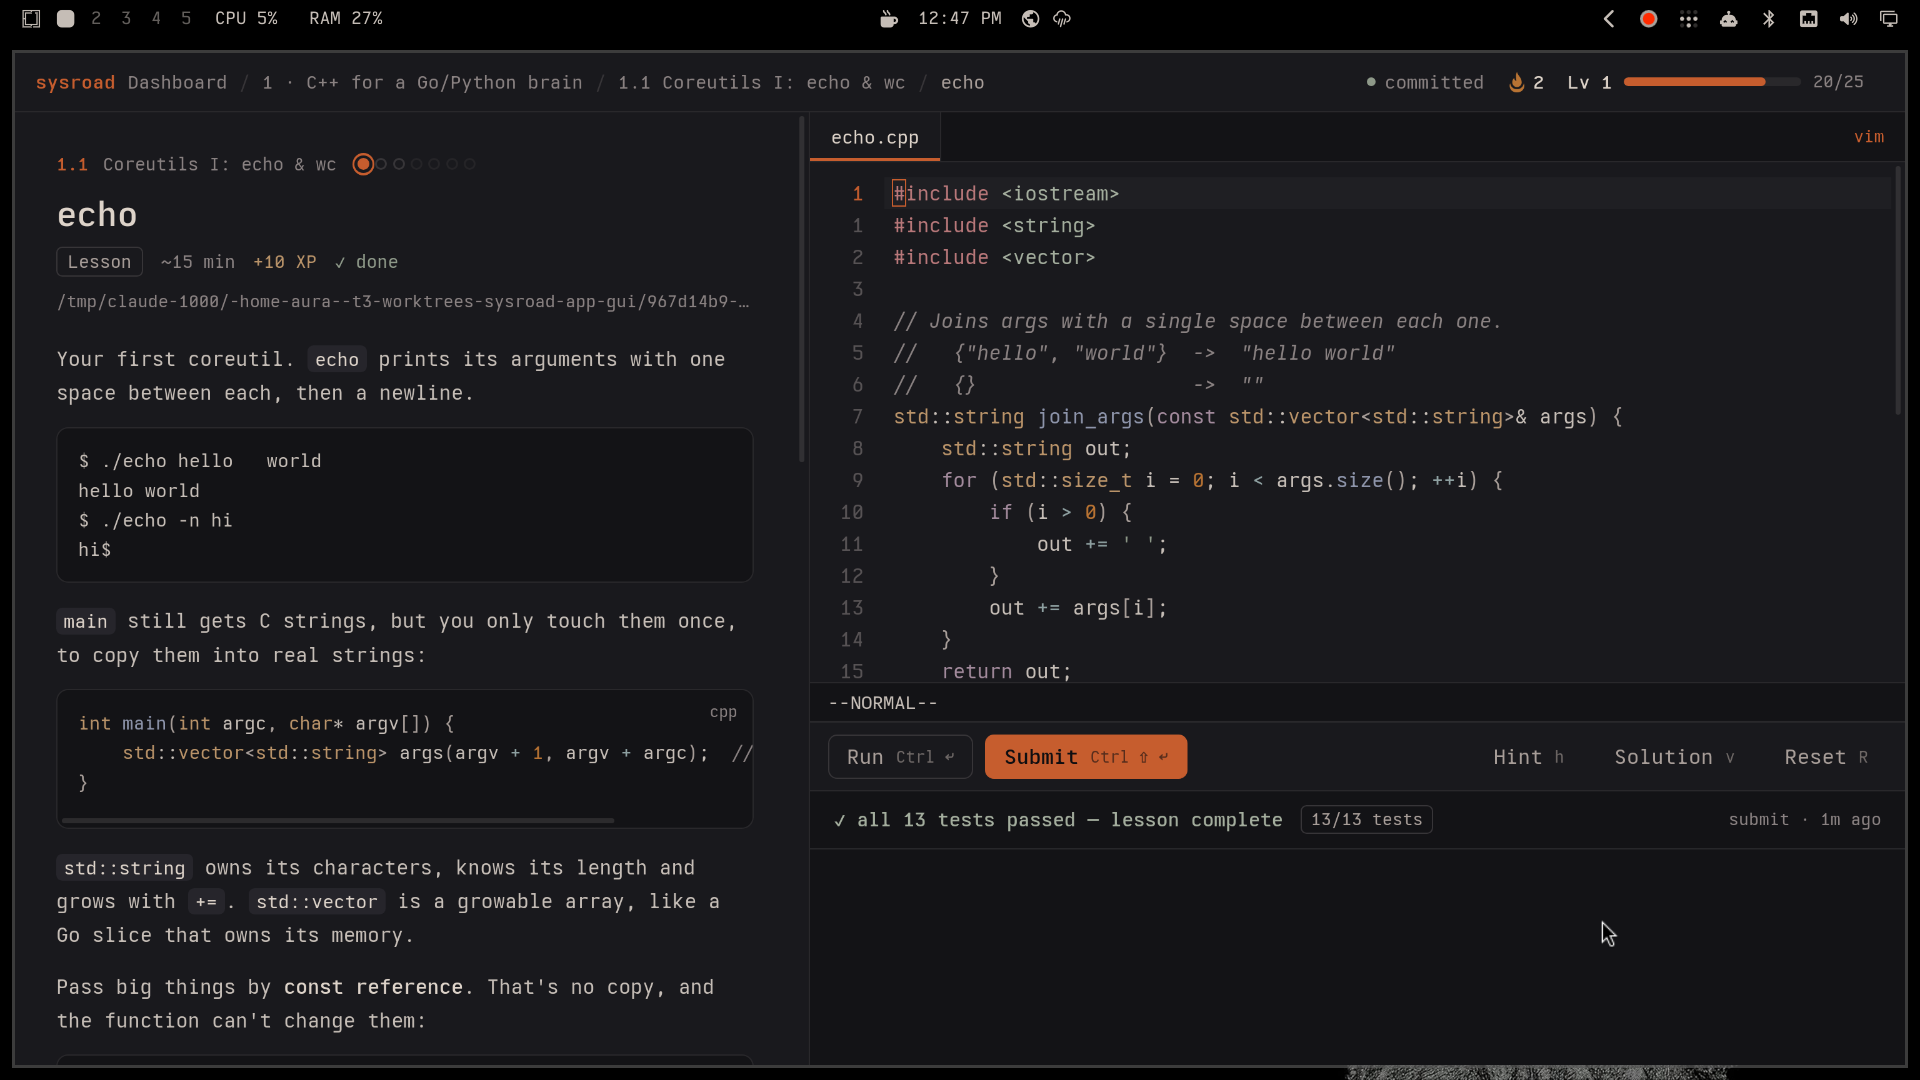 2 3 4 5 CPU 5% RAM 27% 12:47 PM
sysroad Dashboard / 1 · C++ for a Go/Python brain / 1.1 Coreutils I: echo & wc / echo
committed 2 Lv 1 20/25
1.1 Coreutils I: echo & wc
echo
Lesson ~15 min +10 XP ✓ done
/tmp/claude-1000/-home-aura--t3-worktrees-sysroad-app-gui/967d14b9-…
Your first coreutil. echo prints its arguments with one
space between each, then a newline.
$ ./echo hello   world
hello world
$ ./echo -n hi
hi$
main still gets C strings, but you only touch them once,
to copy them into real strings:
cpp
int main(int argc, char* argv[]) {
    std::vector<std::string> args(argv + 1, argv + argc);  //
}
std::string owns its characters, knows its length and
grows with +=. std::vector is a growable array, like a
Go slice that owns its memory.
Pass big things by const reference. That's no copy, and
the function can't change them:
echo.cpp
vim
1 #include <iostream>
1 #include <string>
2 #include <vector>
3
4 // Joins args with a single space between each one.
5 //   {"hello", "world"}  ->  "hello world"
6 //   {}                  ->  ""
7 std::string join_args(const std::vector<std::string>& args) {
8     std::string out;
9     for (std::size_t i = 0; i < args.size(); ++i) {
10         if (i > 0) {
11             out += ' ';
12         }
13         out += args[i];
14     }
15     return out;
--NORMAL--
Run Ctrl ↵ Submit Ctrl ⇧ ↵ Hint h Solution v Reset R
✓ all 13 tests passed — lesson complete 13/13 tests submit · 1m ago